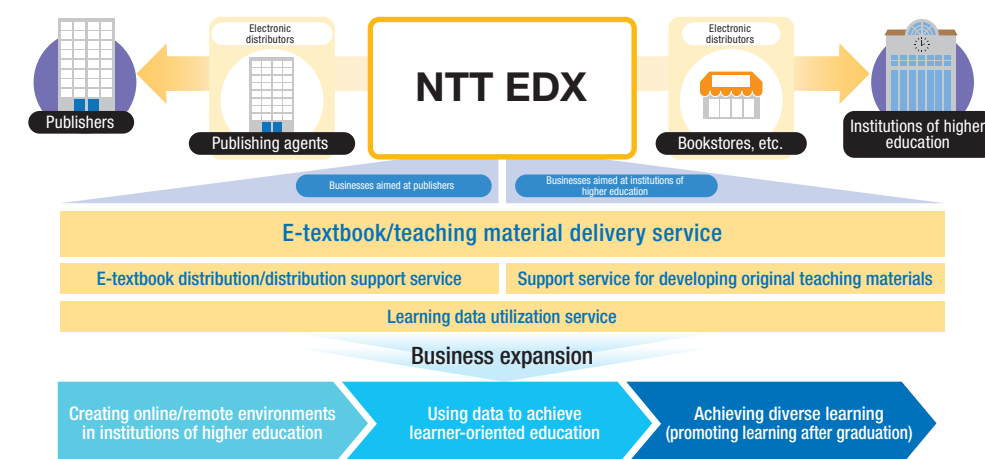 Electronic
distributors
Electronic
distributors
NTT EDX
Publishers
Publishing agents
Bookstores, etc.
Institutions of higher
education
Businesses aimed at publishers
Businesses aimed at institutions of
higher education
E-textbook/teaching material delivery service
E-textbook distribution/distribution support service
Support service for developing original teaching materials
Learning data utilization service
Business expansion
Creating online/remote environments
in institutions of higher education
Using data to achieve
learner-oriented education
Achieving diverse learning
(promoting learning after graduation)